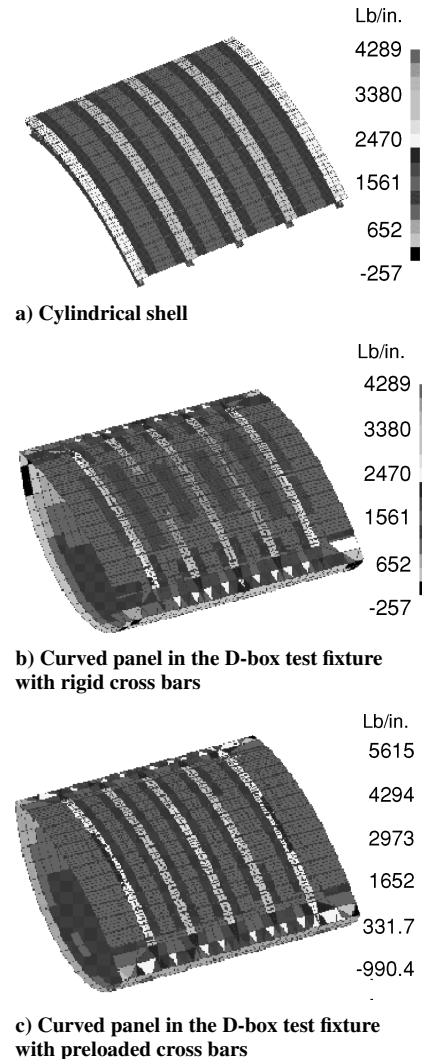 Lb/in.
4289
3380
2470
1561
652
-257
a) Cylindrical shell
Lb/in.
4289
3380
2470
1561
652
-257
b) Curved panel in the D-box test fixture
with rigid cross bars
Lb/in.
5615
4294
2973
1652
331.7
-990.4
c) Curved panel in the D-box test fixture
with preloaded cross bars